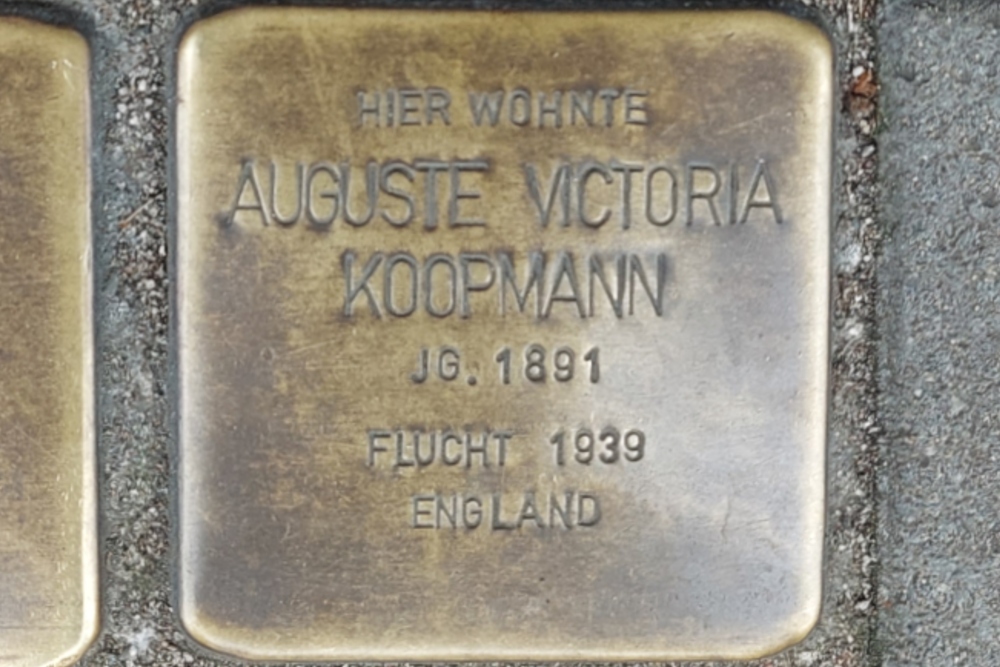 HIER WOHNTE
AUGUSTE VICTORIA
KOOPMANN
JG. 1891
FLUCHT 1939
ENGLAND